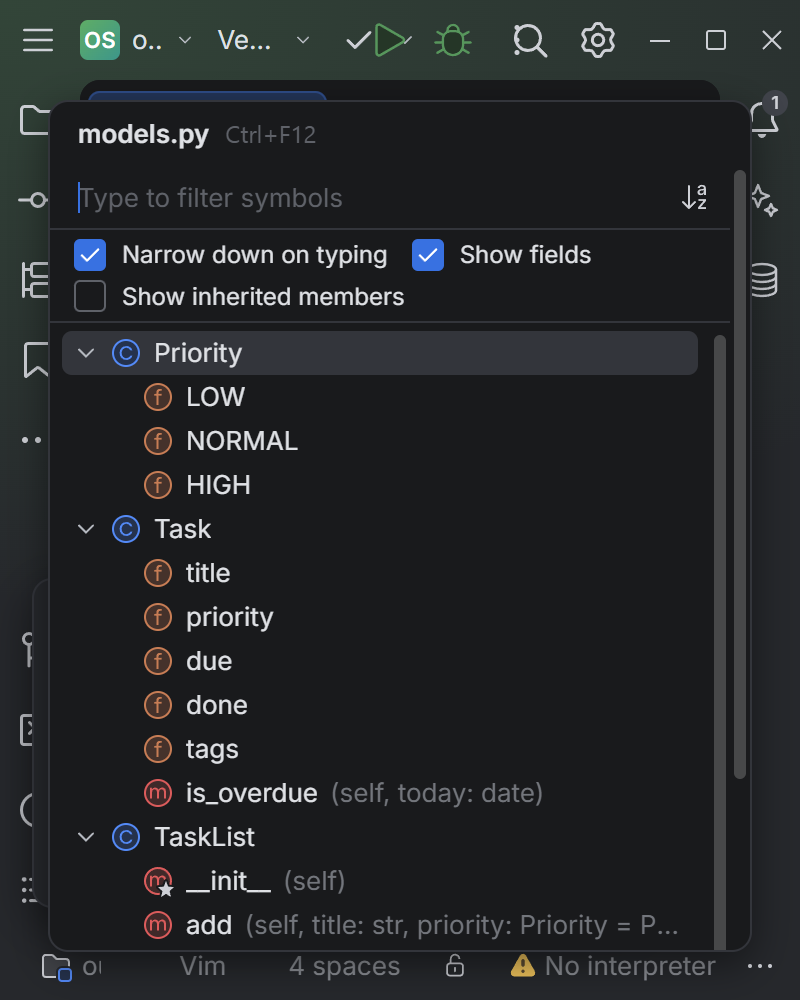 OS o.. Ve...
1
models.py Ctrl+F12
Type to filter symbols
Narrow down on typing Show fields
Show inherited members
Priority
LOW
NORMAL
HIGH
Task
title
priority
due
done
tags
is_overdue (self, today: date)
TaskList
__init__ (self)
add (self, title: str, priority: Priority = P...
Vim 4 spaces No interpreter